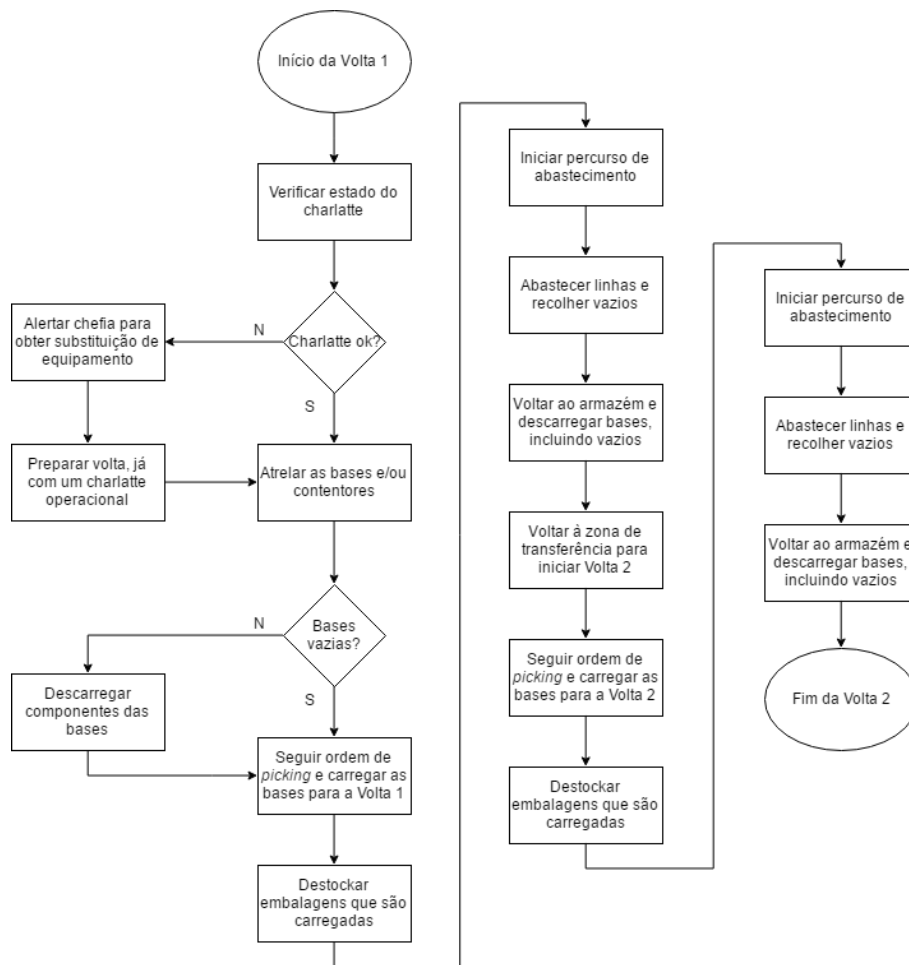 Início da Volta 1
Verificar estado do
charlatte
Charlatte ok?
N
S
Alertar chefia para
obter substituição de
equipamento
Preparar volta, já
com um charlatte
operacional
Atrelar as bases e/ou
contentores
Bases
vazias?
N
S
Descarregar
componentes das
bases
Seguir ordem de
picking e carregar as
bases para a Volta 1
Destockar
embalagens que são
carregadas
Iniciar percurso de
abastecimento
Abastecer linhas e
recolher vazios
Voltar ao armazém e
descarregar bases,
incluindo vazios
Voltar à zona de
transferência para
iniciar Volta 2
Seguir ordem de
picking e carregar as
bases para a Volta 2
Destockar
embalagens que são
carregadas
Iniciar percurso de
abastecimento
Abastecer linhas e
recolher vazios
Voltar ao armazém e
descarregar bases,
incluindo vazios
Fim da Volta 2